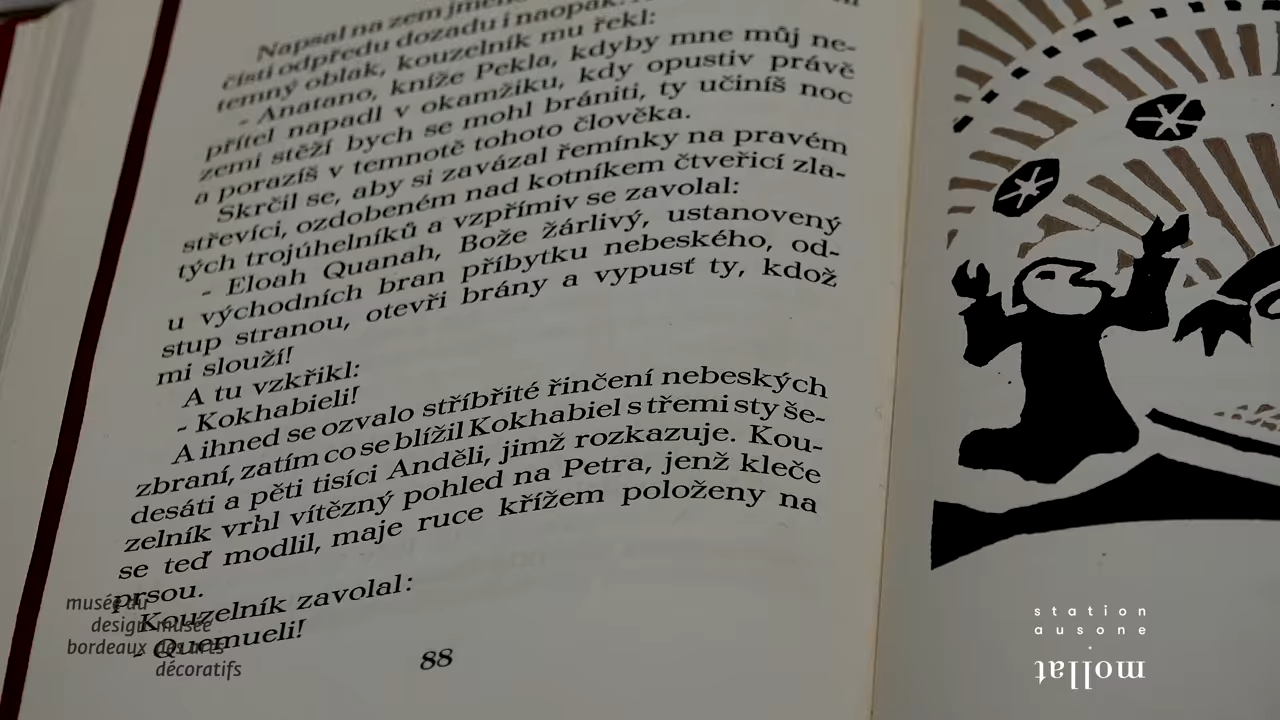 Napsal na zem
čísti odpředu dozadu i naopak.
temný oblak, kouzelník mu řekl:
- Anatano, kníže Pekla, kdyby mne můj ne-
přítel napadl v okamžiku, kdy opustiv právě
zemi stěží bych se mohl brániti, ty učiníš noc
a porazíš v temnotě tohoto člověka.
Skrčil se, aby si zavázal řemínky na pravém
střevíci, ozdobeném nad kotníkem čtveřicí zla-
tých trojúhelníků a vzpřímiv se zavolal:
- Eloah Quanah, Bože žárlivý, ustanovený
u východních bran příbytku nebeského, od-
stup stranou, otevři brány a vypusť ty, kdož
mi slouží!
A tu vzkřikl:
- Kokhabieli!
A ihned se ozvalo stříbřité řinčení nebeských
zbraní, zatím co se blížil Kokhabiel s třemi sty še-
desáti a pěti tisíci Anděli, jimž rozkazuje. Kou-
zelník vrhl vítězný pohled na Petra, jenž kleče
se teď modlil, maje ruce křížem položeny na
prsou.
Kouzelník zavolal:
- Quemueli!
88
musée du
design musée
bordeaux des arts
décoratifs
station
ausone
mollat